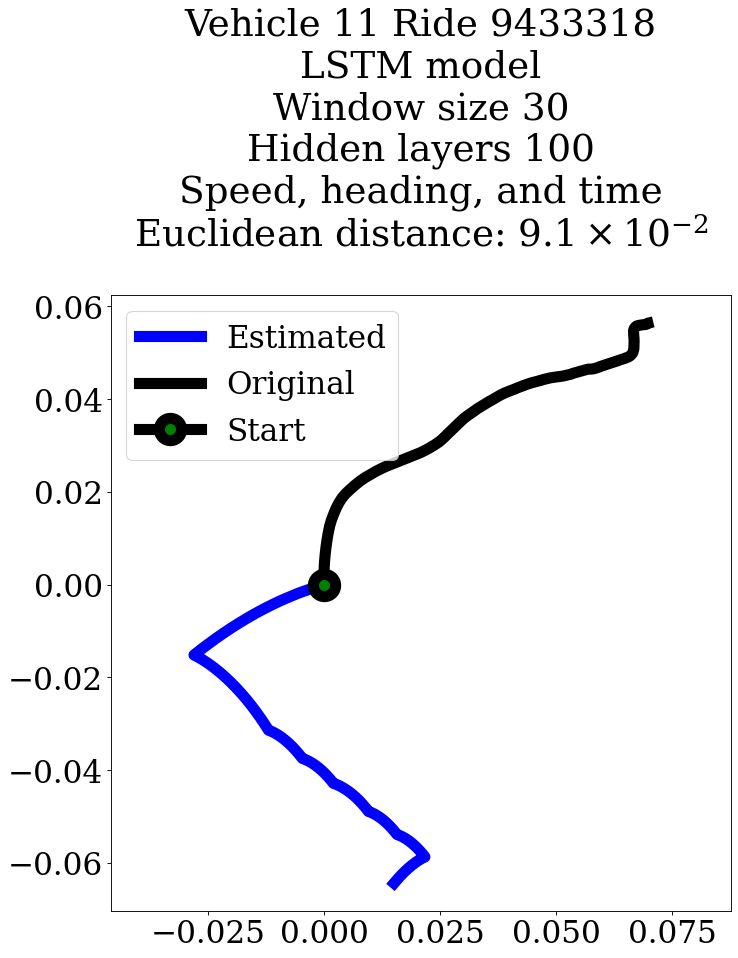 Vehicle 11 Ride 9433318
LSTM model
Window size 30
Hidden layers 100
Speed, heading, and time
Euclidean distance: 9.1 × 10⁻²
Estimated
Original
Start
0.06
0.04
0.02
0.00
−0.02
−0.04
−0.06
−0.025 0.000 0.025 0.050 0.075